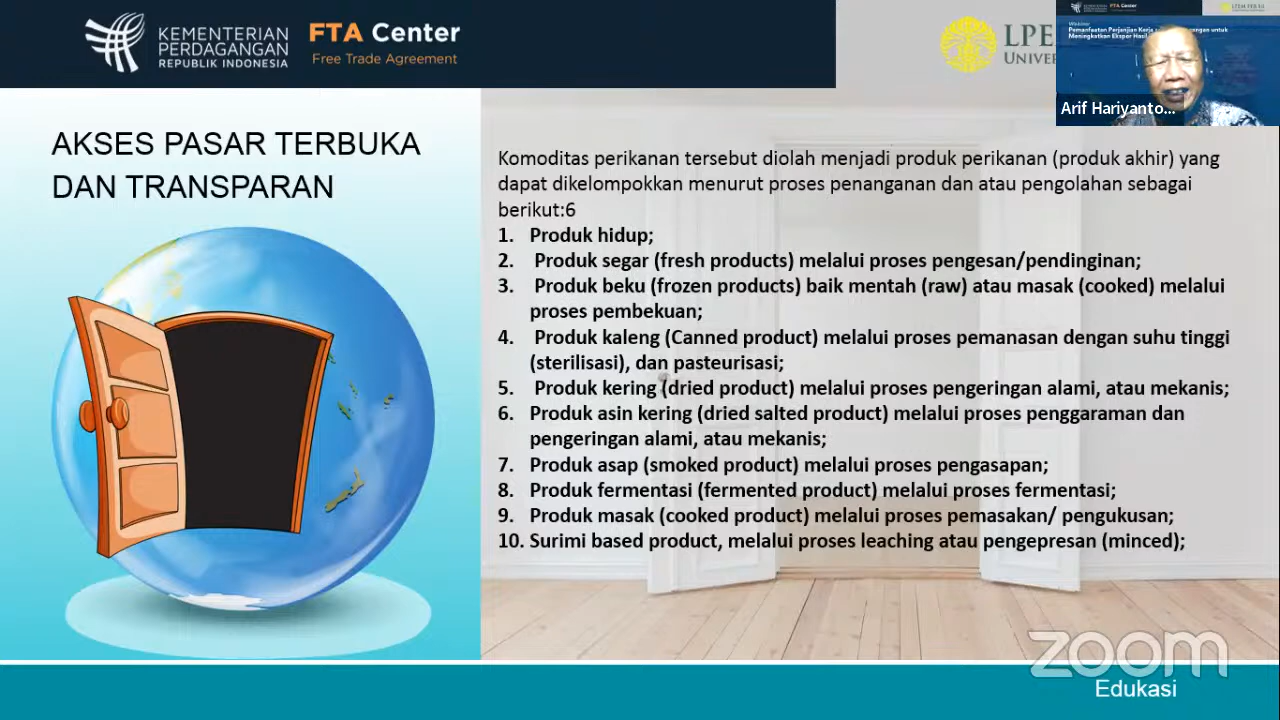 KEMENTERIAN
PERDAGANGAN
REPUBLIK INDONESIA
FTA Center
Free Trade Agreement
Webinar
Arif Hariyanto...
AKSES PASAR TERBUKA
DAN TRANSPARAN
Komoditas perikanan tersebut diolah menjadi produk perikanan (produk akhir) yang
dapat dikelompokkan menurut proses penanganan dan atau pengolahan sebagai
berikut:6
1. Produk hidup;
2. Produk segar (fresh products) melalui proses pengesan/pendinginan;
3. Produk beku (frozen products) baik mentah (raw) atau masak (cooked) melalui
proses pembekuan;
4. Produk kaleng (Canned product) melalui proses pemanasan dengan suhu tinggi
(sterilisasi), dan pasteurisasi;
5. Produk kering (dried product) melalui proses pengeringan alami, atau mekanis;
6. Produk asin kering (dried salted product) melalui proses penggaraman dan
pengeringan alami, atau mekanis;
7. Produk asap (smoked product) melalui proses pengasapan;
8. Produk fermentasi (fermented product) melalui proses fermentasi;
9. Produk masak (cooked product) melalui proses pemasakan/ pengukusan;
10. Surimi based product, melalui proses leaching atau pengepresan (minced);
zoom
Edukasi